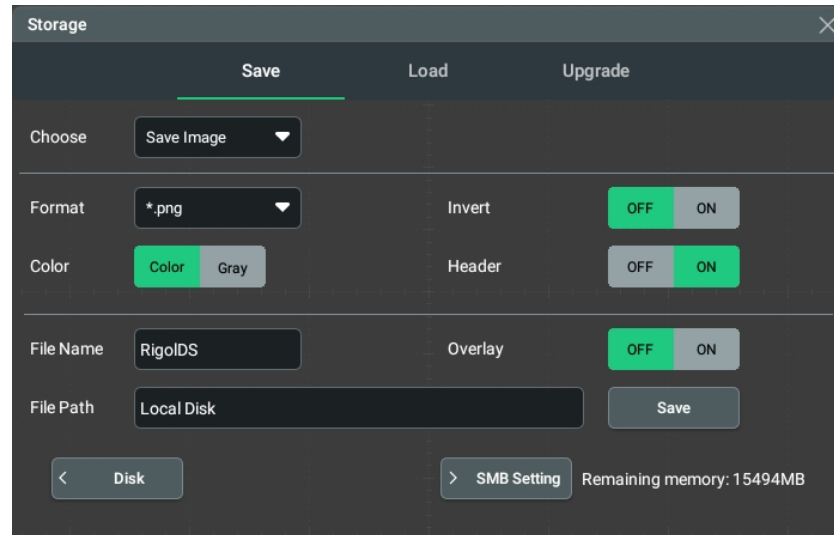 Storage
Save Load Upgrade
Choose Save Image
Format *.png Invert OFF ON
Color Color Gray Header OFF ON
File Name RigolDS Overlay OFF ON
File Path Local Disk Save
Disk SMB Setting Remaining memory: 15494MB